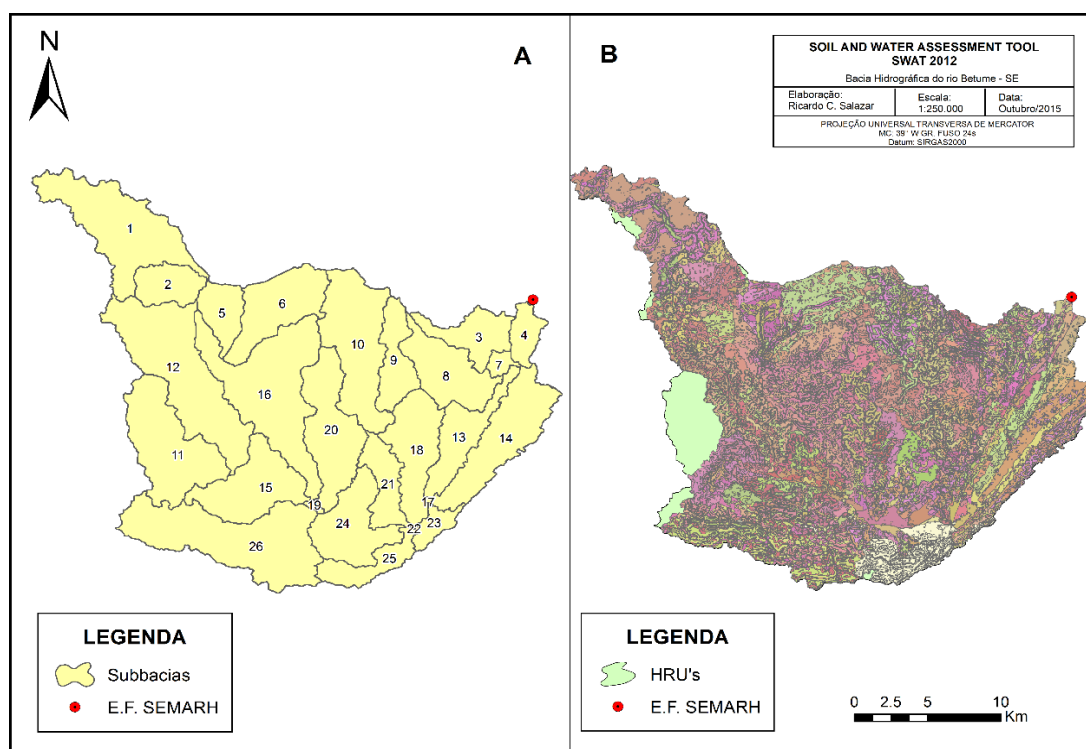 N
A
1
2
5
6
3
4
10
7
12
9
8
16
20
18
13
14
11
15
21
19
24
17
23
22
25
26
LEGENDA
Subbacias
E.F. SEMARH
B
SOIL AND WATER ASSESSMENT TOOL
SWAT 2012
Bacia Hidrográfica do rio Betume - SE
Elaboração:
Ricardo C. Salazar
Escala:
1:250.000
Data:
Outubro/2015
PROJEÇÃO UNIVERSAL TRANSVERSA DE MERCATOR
MC: 39° W GR. FUSO 24s
Datum: SIRGAS2000
LEGENDA
HRU's
E.F. SEMARH
0 2.5 5 10
Km